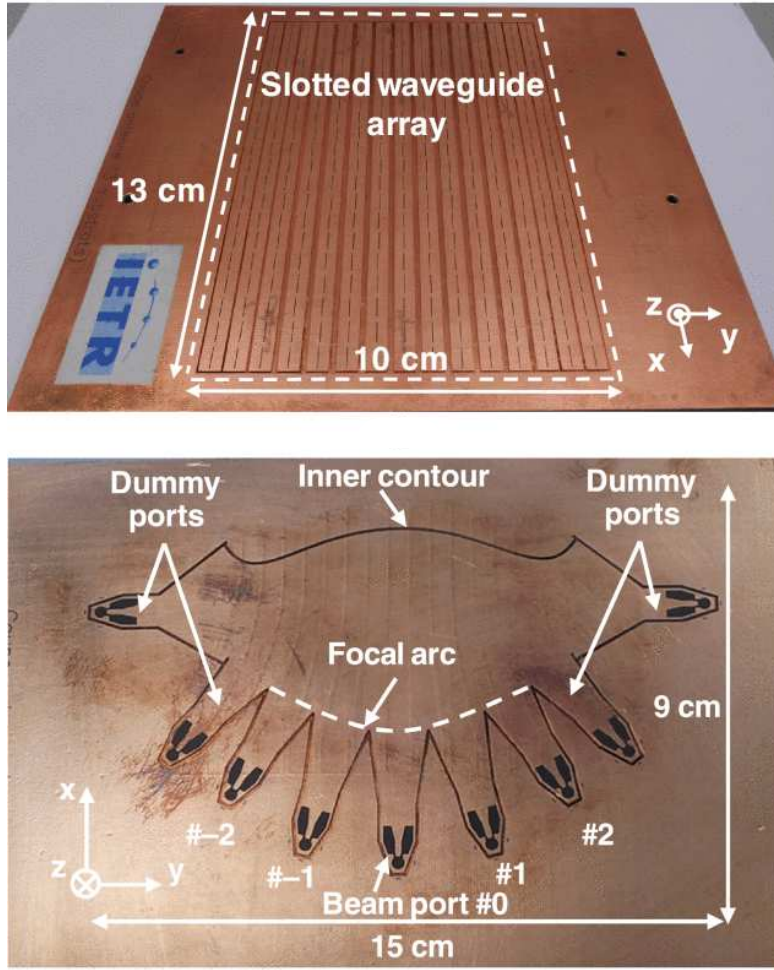 Slotted waveguide
array
13 cm
IETR
10 cm
z
y
x
Inner contour
Dummy
ports
Dummy
ports
Focal arc
9 cm
x
z
y
#–2
#–1
#1
#2
Beam port #0
15 cm